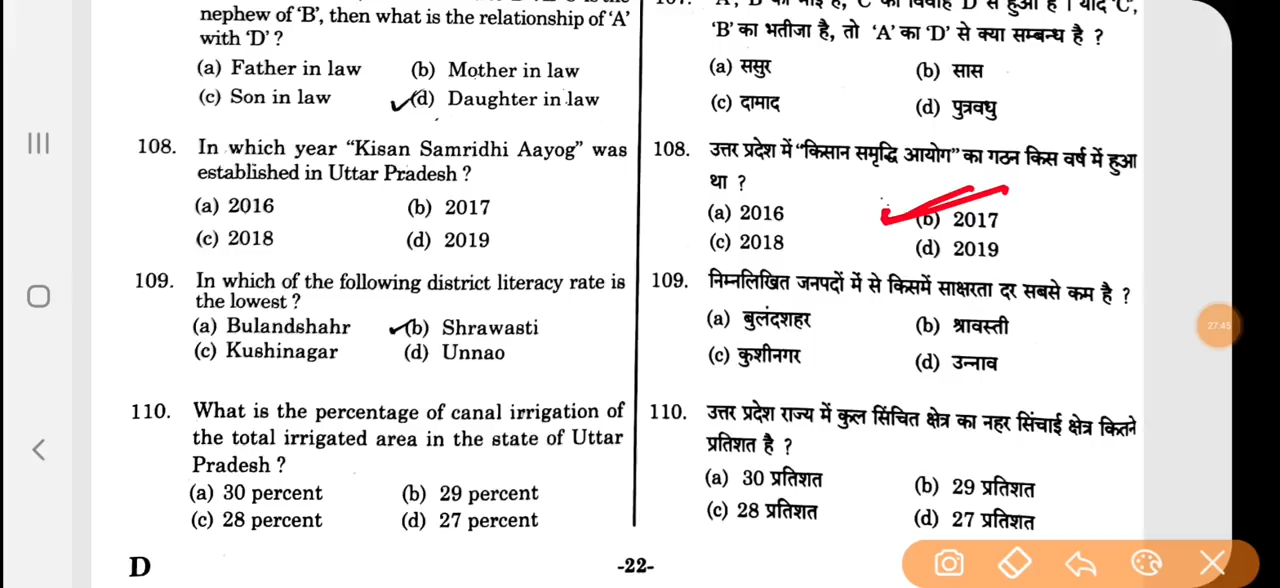 nephew of 'B', then what is the relationship of 'A'
with 'D' ?
(a) Father in law (b) Mother in law
(c) Son in law (d) Daughter in law
108. In which year "Kisan Samridhi Aayog" was
established in Uttar Pradesh ?
(a) 2016 (b) 2017
(c) 2018 (d) 2019
109. In which of the following district literacy rate is
the lowest ?
(a) Bulandshahr (b) Shrawasti
(c) Kushinagar (d) Unnao
110. What is the percentage of canal irrigation of
the total irrigated area in the state of Uttar
Pradesh ?
(a) 30 percent (b) 29 percent
(c) 28 percent (d) 27 percent
'B' का भतीजा है, तो 'A' का 'D' से क्या सम्बन्ध है ?
(a) ससुर (b) सास
(c) दामाद (d) पुत्रवधु
108. उत्तर प्रदेश में "किसान समृद्धि आयोग" का गठन किस वर्ष में हुआ
था ?
(a) 2016 (b) 2017
(c) 2018 (d) 2019
109. निम्नलिखित जनपदों में से किसमें साक्षरता दर सबसे कम है ?
(a) बुलंदशहर (b) श्रावस्ती
(c) कुशीनगर (d) उन्नाव
110. उत्तर प्रदेश राज्य में कुल सिंचित क्षेत्र का नहर सिंचाई क्षेत्र कितने
प्रतिशत है ?
(a) 30 प्रतिशत (b) 29 प्रतिशत
(c) 28 प्रतिशत (d) 27 प्रतिशत
D -22-
27:45